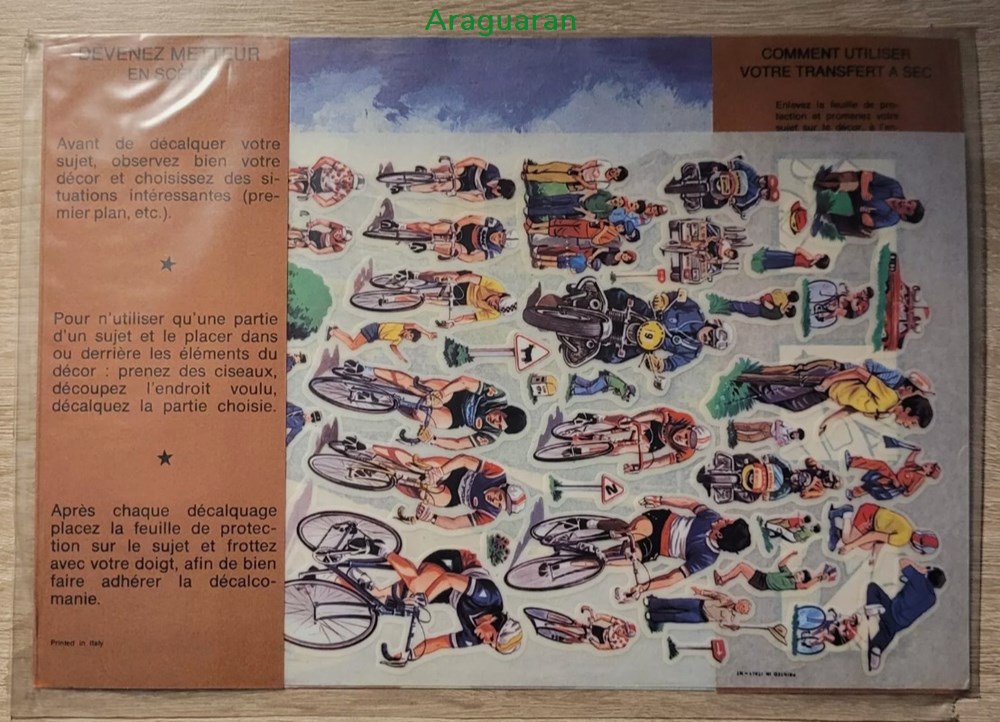 Araguaran
DEVENEZ METTEUR
EN SCÈNE
Avant de décalquer votre
sujet, observez bien votre
décor et choisissez des si-
tuations intéressantes (pre-
mier plan, etc.).
Pour n'utiliser qu'une partie
d'un sujet et le placer dans
ou derrière les éléments du
décor : prenez des ciseaux,
découpez l'endroit voulu,
décalquez la partie choisie.
Après chaque décalquage
placez la feuille de protec-
tion sur le sujet et frottez
avec votre doigt, afin de bien
faire adhérer la décalco-
manie.
Printed in Italy
COMMENT UTILISER
VOTRE TRANSFERT A SEC
Enlevez la feuille de pro-
tection et promenez votre
sujet sur le décor, à l'en-